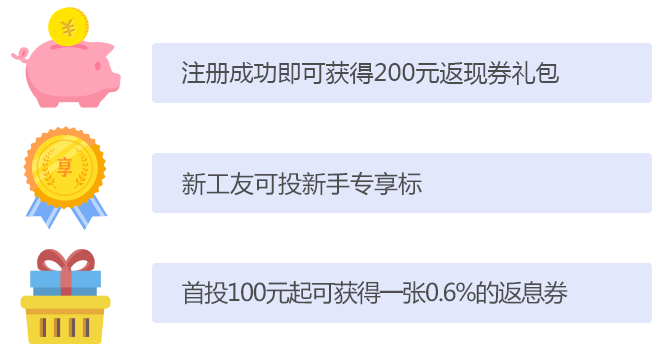 ¥
注册成功即可获得200元返现券礼包
享
新工友可投新手专享标
首投100元起可获得一张0.6%的返息券